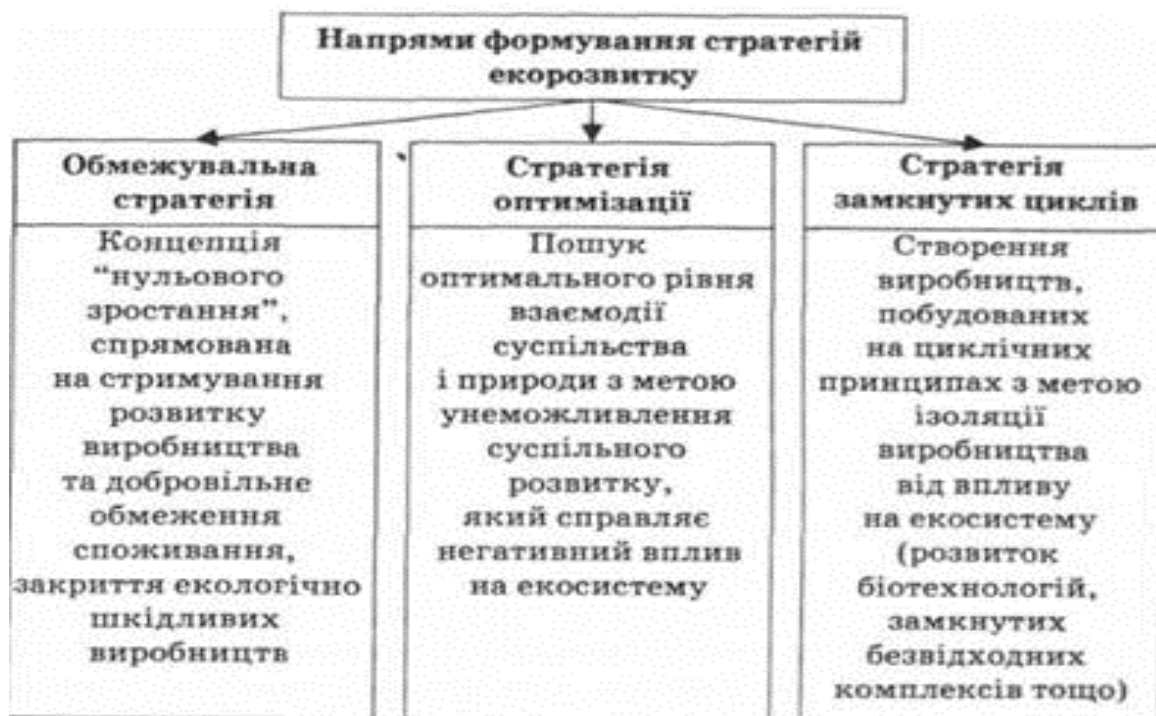 Напрями формування стратегій
екорозвитку
Обмежувальна
стратегія
Концепція
“нульового
зростання”,
спрямована
на стримування
розвитку
виробництва
та добровільне
обмеження
споживання,
закриття екологічно
шкідливих
виробництв
Стратегія
оптимізації
Пошук
оптимального рівня
взаємодії
суспільства
і природи з метою
унеможливлення
суспільного
розвитку,
який справляє
негативний вплив
на екосистему
Стратегія
замкнутих циклів
Створення
виробництв,
побудованих
на циклічних
принципах з метою
ізоляції
виробництва
від впливу
на екосистему
(розвиток
біотехнологій,
замкнутих
безвідходних
комплексів тощо)